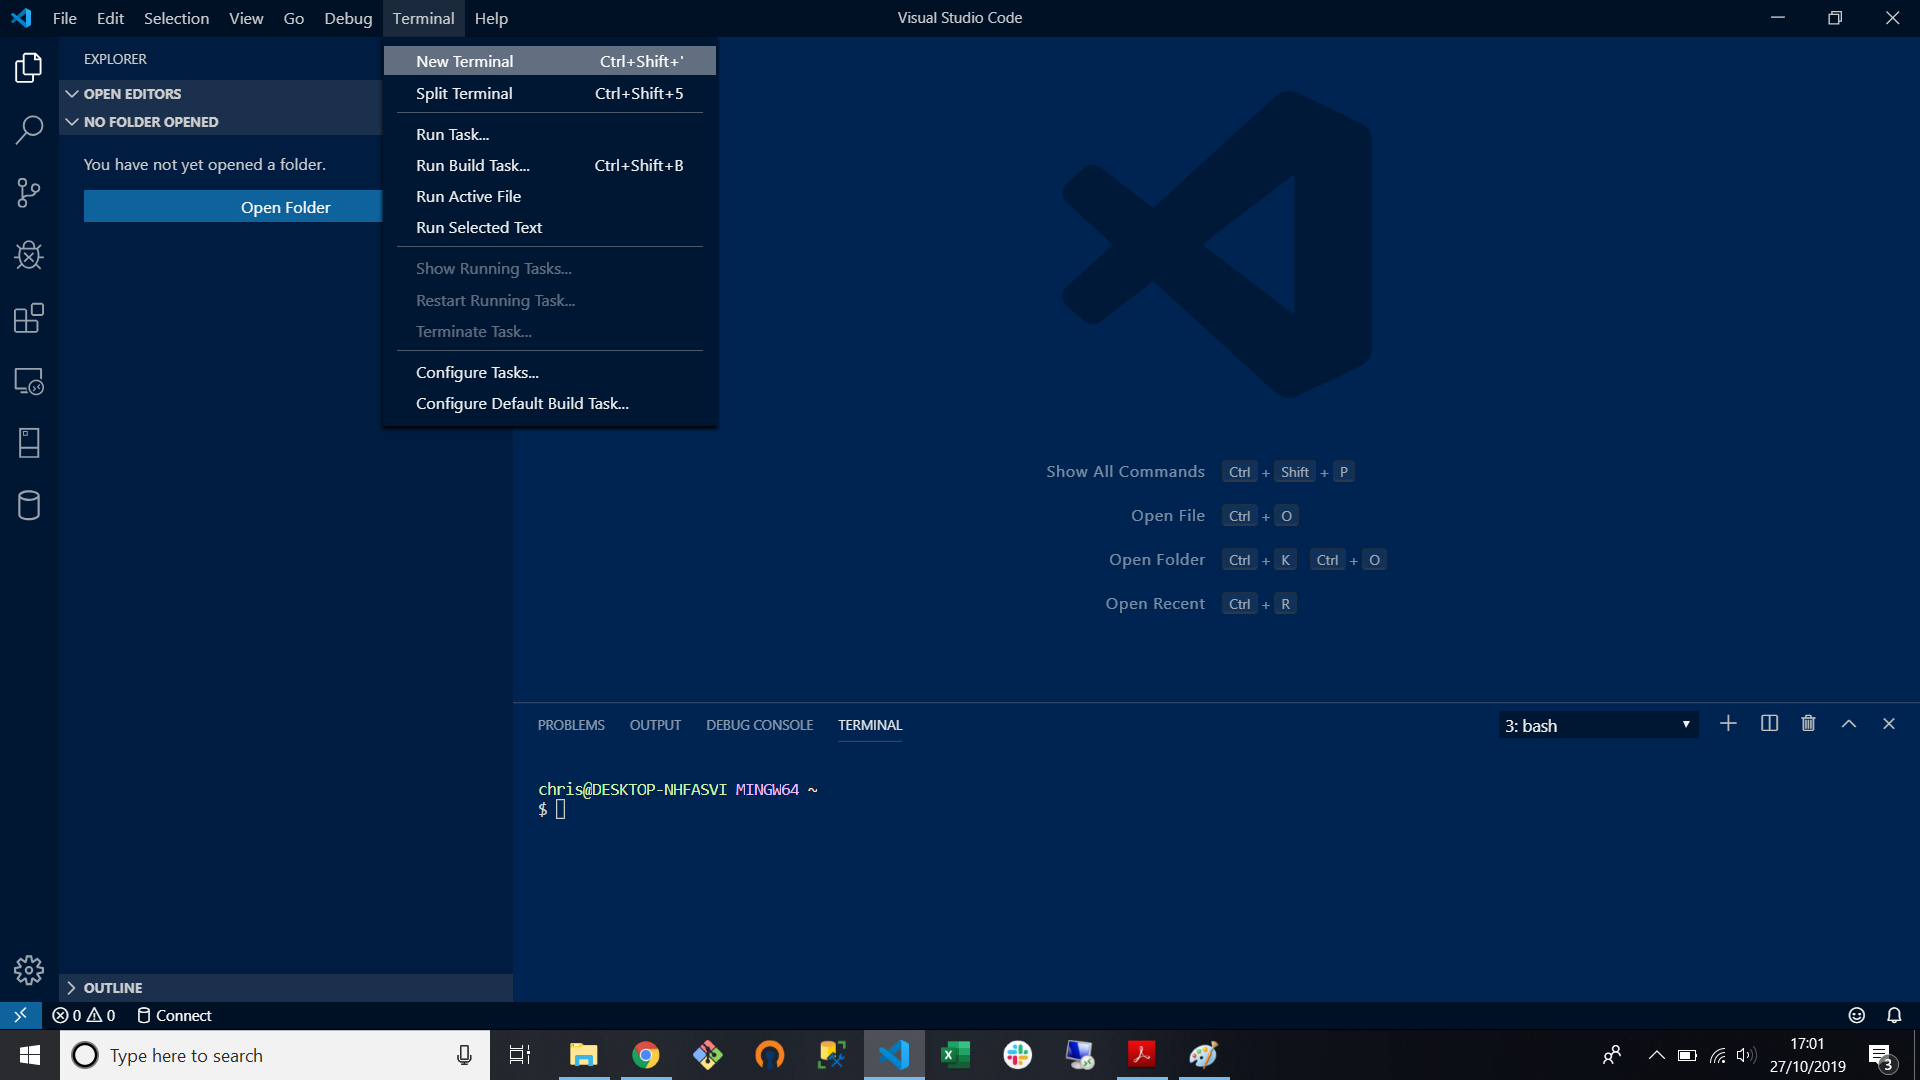 File Edit Selection View Go Debug Terminal Help
Visual Studio Code
EXPLORER
OPEN EDITORS
NO FOLDER OPENED
You have not yet opened a folder.
Open Folder
New Terminal Ctrl+Shift+'
Split Terminal Ctrl+Shift+5
Run Task...
Run Build Task... Ctrl+Shift+B
Run Active File
Run Selected Text
Show Running Tasks...
Restart Running Task...
Terminate Task...
Configure Tasks...
Configure Default Build Task...
Show All Commands Ctrl + Shift + P
Open File Ctrl + O
Open Folder Ctrl + K Ctrl + O
Open Recent Ctrl + R
PROBLEMS OUTPUT DEBUG CONSOLE TERMINAL
3: bash
chris@DESKTOP-NHFASVI MINGW64 ~
$
OUTLINE
0 0 Connect
Type here to search
17:01
27/10/2019
3